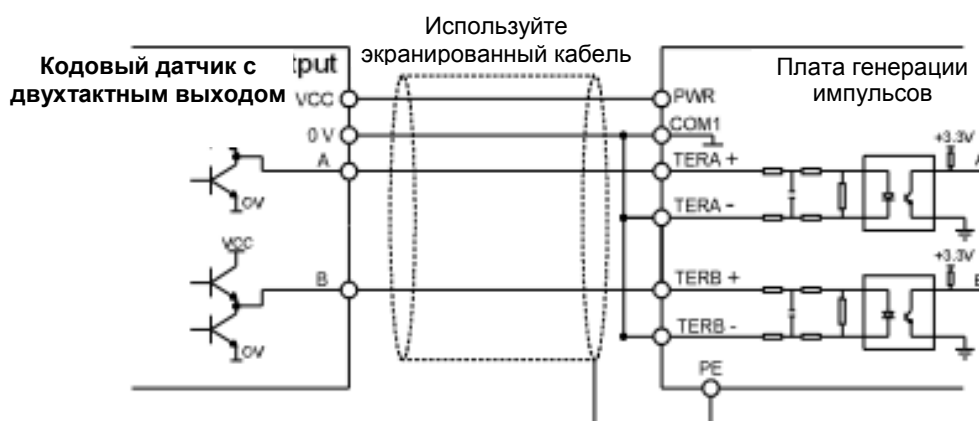 Используйте
экранированный кабель
Кодовый датчик с
двухтактным выходом
tput
Плата генерации
импульсов
VCC
PWR
0 V
COM1
+3.3V
A
TERA +
A
0V
TERA -
VCC
+3.3V
B
TERB +
B
0V
TERB -
PE